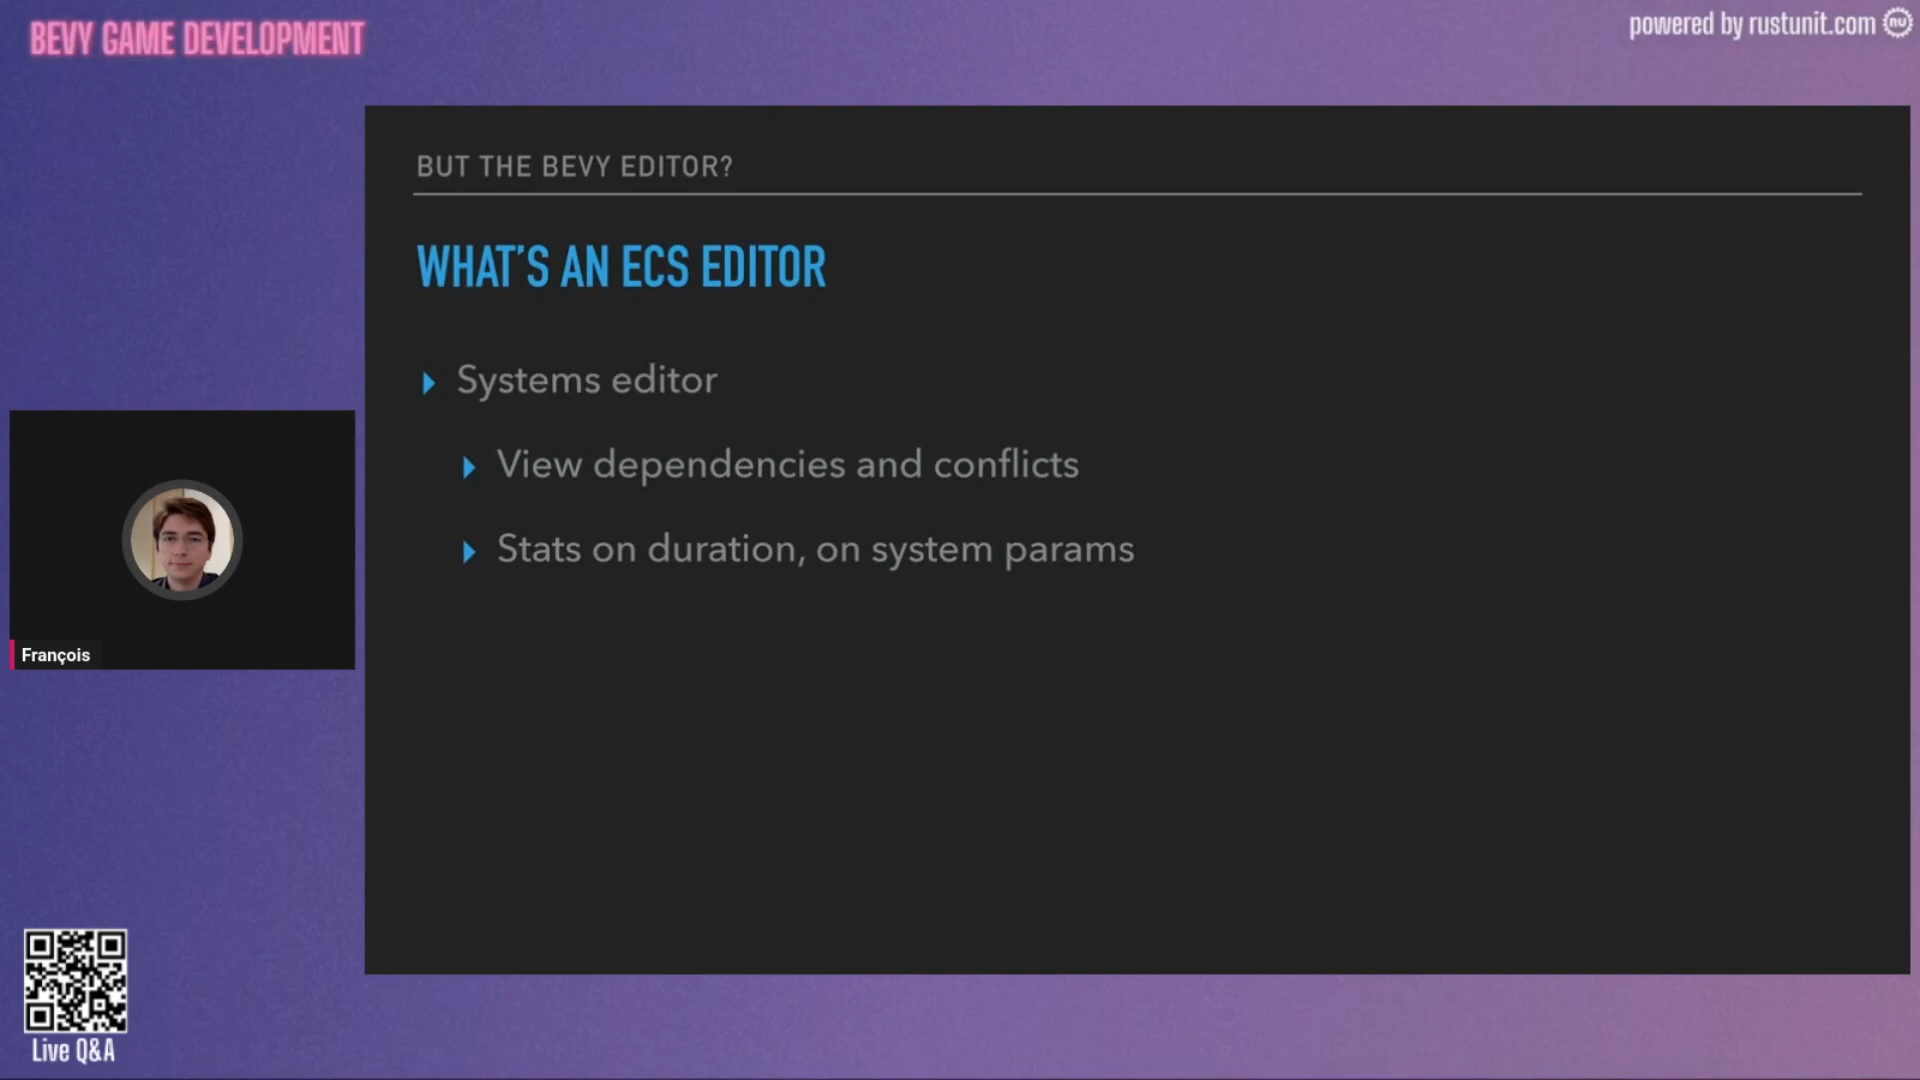 BEVY GAME DEVELOPMENT
powered by rustunit.com
BUT THE BEVY EDITOR?
WHAT’S AN ECS EDITOR
Systems editor
View dependencies and conflicts
Stats on duration, on system params
François
Live Q&A